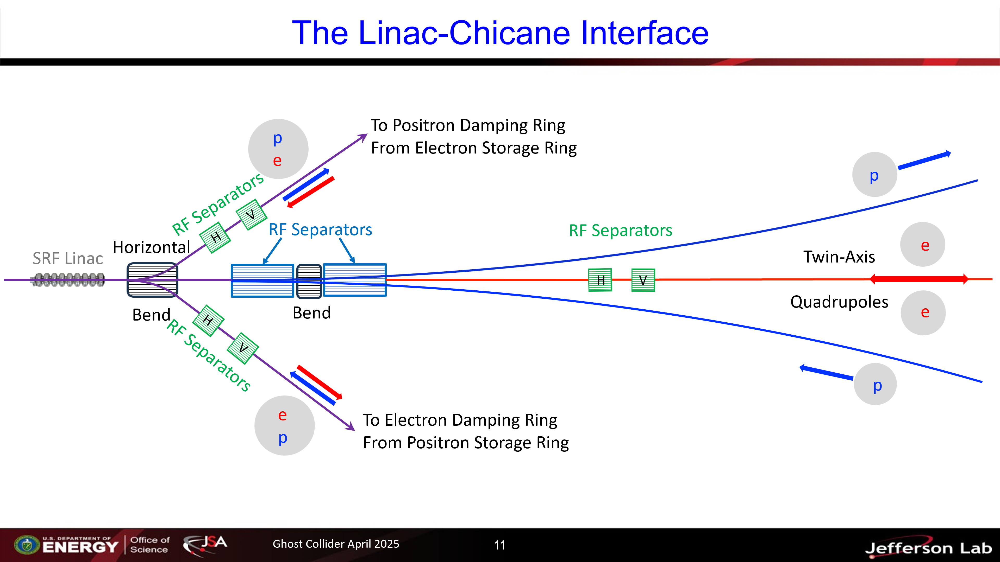 The Linac-Chicane Interface
To Positron Damping Ring
From Electron Storage Ring
p
e
RF Separators
V
H
RF Separators
RF Separators
p
Horizontal
SRF Linac
Bend
Bend
H
V
Twin-Axis
Quadrupoles
e
e
H
V
RF Separators
p
e
p
To Electron Damping Ring
From Positron Storage Ring
U.S. DEPARTMENT OF
ENERGY
Office of
Science
JSA
Ghost Collider April 2025
11
Jefferson Lab